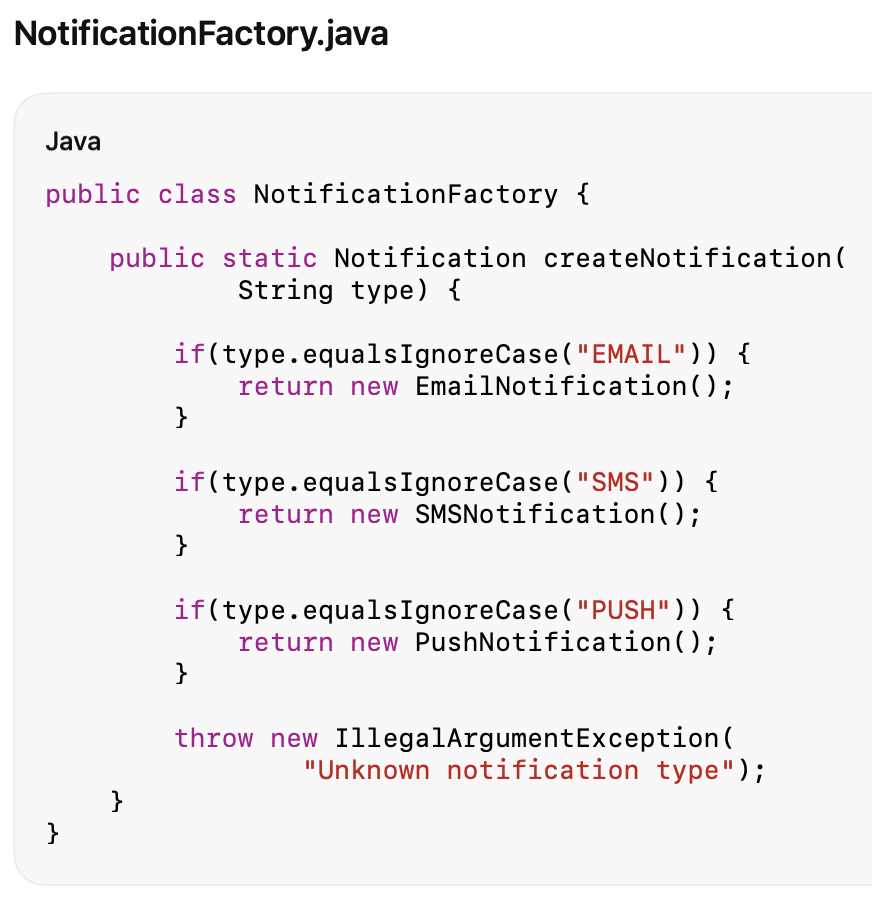 NotificationFactory.java
Java
public class NotificationFactory {
    public static Notification createNotification(
            String type) {
        if(type.equalsIgnoreCase("EMAIL")) {
            return new EmailNotification();
        }
        if(type.equalsIgnoreCase("SMS")) {
            return new SMSNotification();
        }
        if(type.equalsIgnoreCase("PUSH")) {
            return new PushNotification();
        }
        throw new IllegalArgumentException(
                "Unknown notification type");
    }
}